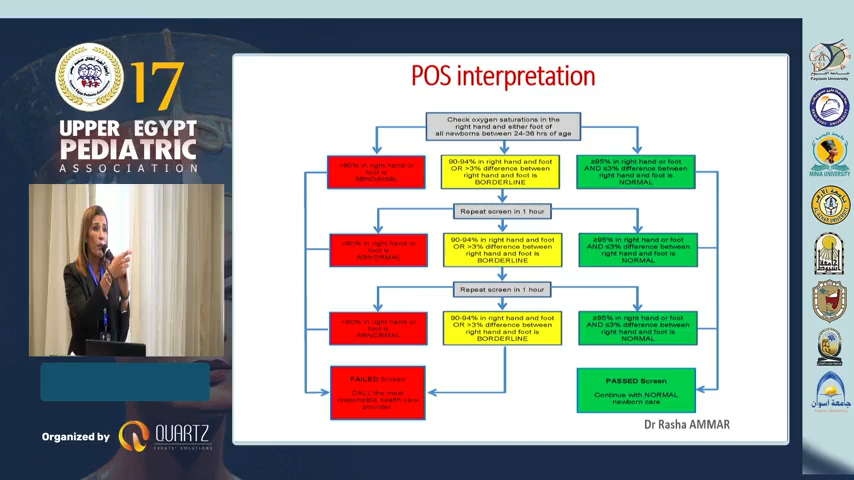 17
UPPER EGYPT
PEDIATRIC
ASSOCIATION
POS interpretation
Check oxygen saturations in the
right hand and either foot of
all newborns between 24-36 hrs of age
<90% in right hand or
foot is
ABNORMAL
90-94% in right hand and foot
OR >3% difference between
right hand and foot is
BORDERLINE
≥95% in right hand or foot
AND ≤3% difference between
right hand and foot is
NORMAL
Repeat screen in 1 hour
<90% in right hand or
foot is
ABNORMAL
90-94% in right hand and foot
OR >3% difference between
right hand and foot is
BORDERLINE
≥95% in right hand or foot
AND ≤3% difference between
right hand and foot is
NORMAL
Repeat screen in 1 hour
<90% in right hand or
foot is
ABNORMAL
90-94% in right hand and foot
OR >3% difference between
right hand and foot is
BORDERLINE
≥95% in right hand or foot
AND ≤3% difference between
right hand and foot is
NORMAL
FAILED Screen
CALL the most
responsible health care
provider
PASSED Screen
Continue with NORMAL
newborn care
Dr Rasha AMMAR
Organized by
QUARTZ
EVENTS' SOLUTIONS
Fayoum University
MINIA UNIVERSITY
جامعة أسوان